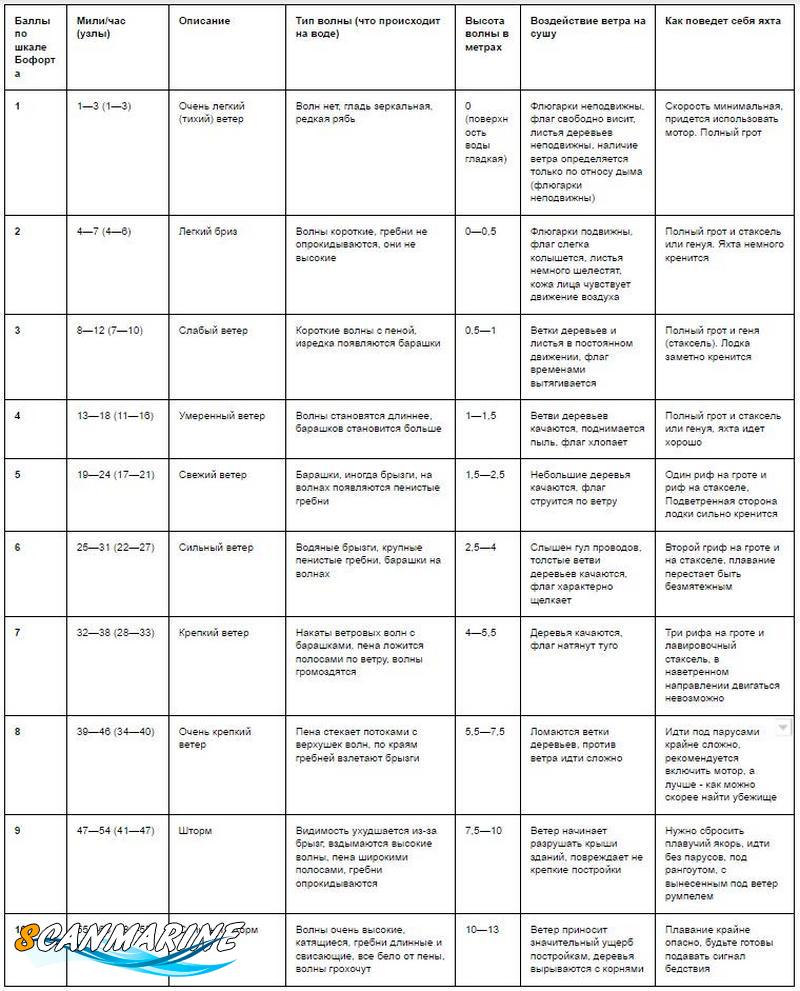 Баллы
по
шкале
Бофорт
а
Мили/час
(узлы)
Описание
Тип волны (что происходит
на воде)
Высота
волны в
метрах
Воздействие ветра на
сушу
Как поведет себя яхта
1
1—3 (1—3)
Очень легкий
(тихий) ветер
Волн нет, гладь зеркальная,
редкая рябь
0
(поверхн
ость
воды
гладкая)
Флюгарки неподвижны,
флаг свободно висит,
листья деревьев
неподвижны, наличие
ветра определяется
только по относу дыма
(флюгарки
неподвижны)
Скорость минимальная,
придется использовать
мотор. Полный грот
2
4—7 (4—6)
Легкий бриз
Волны короткие, гребни не
опрокидываются, они не
высокие
0—0,5
Флюгарки подвижны,
флаг слегка
колышется, листья
немного шелестят,
кожа лица чувствует
движение воздуха
Полный грот и стаксель
или генуя. Яхта немного
кренится
3
8—12 (7—10)
Слабый ветер
Короткие волны с пеной,
изредка появляются барашки
0,5—1
Ветки деревьев и
листья в постоянном
движении, флаг
временами
вытягивается
Полный грот и геня
(стаксель). Лодка
заметно кренится
4
13—18 (11—16)
Умеренный ветер
Волны становятся длиннее,
барашков становится больше
1—1,5
Ветви деревьев
качаются, поднимается
пыль, флаг хлопает
Полный грот и стаксель
или генуя, яхта идет
хорошо
5
19—24 (17—21)
Свежий ветер
Барашки, иногда брызги, на
волнах появляются пенистые
гребни
1,5—2,5
Небольшие деревья
качаются, флаг
струится по ветру
Один риф на гроте и
риф на стакселе,
Подветренная сторона
лодки сильно кренится
6
25—31 (22—27)
Сильный ветер
Водяные брызги, крупные
пенистые гребни, барашки на
волнах
2,5—4
Слышен гул проводов,
толстые ветви
деревьев качаются,
флаг характерно
щелкает
Второй гриф на гроте и
на стакселе, плавание
перестает быть
безмятежным
7
32—38 (28—33)
Крепкий ветер
Накаты ветровых волн с
барашками, пена ложится
полосами по ветру, волны
громоздятся
4—5,5
Деревья качаются,
флаг натянут туго
Три рифа на гроте и
лавировочный
стаксель, в
наветренном
направлении двигаться
невозможно
8
39—46 (34—40)
Очень крепкий
ветер
Пена стекает потоками с
верхушек волн, по краям
гребней взлетают брызги
5,5—7,5
Ломаются ветки
деревьев, против
ветра идти сложно
Идти под парусами
крайне сложно,
рекомендуется
включить мотор, а
лучше - как можно
скорее найти убежище
9
47—54 (41—47)
Шторм
Видимость ухудшается из-за
брызг, вздымаются высокие
волны, пена широкими
полосами, гребни
опрокидываются
7,5—10
Ветер начинает
разрушать крыши
зданий, повреждает не
крепкие постройки
Нужно сбросить
плавучий якорь, идти
без парусов, под
рангоутом, с
вынесенным под ветер
румпелем
Волны очень высокие,
катящиеся, гребни длинные и
свисающие, все бело от пены,
волны грохочут
10—13
Ветер приносит
значительный ущерб
постройкам, деревья
вырываются с корнями
Плавание крайне
опасно, будьте готовы
подавать сигнал
бедствия
8CANMARINE